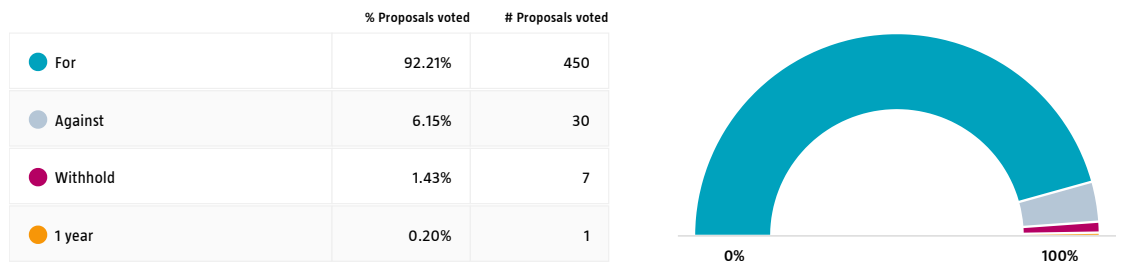 % Proposals voted # Proposals voted
For 92.21% 450
Against 6.15% 30
Withhold 1.43% 7
1 year 0.20% 1
0% 100%